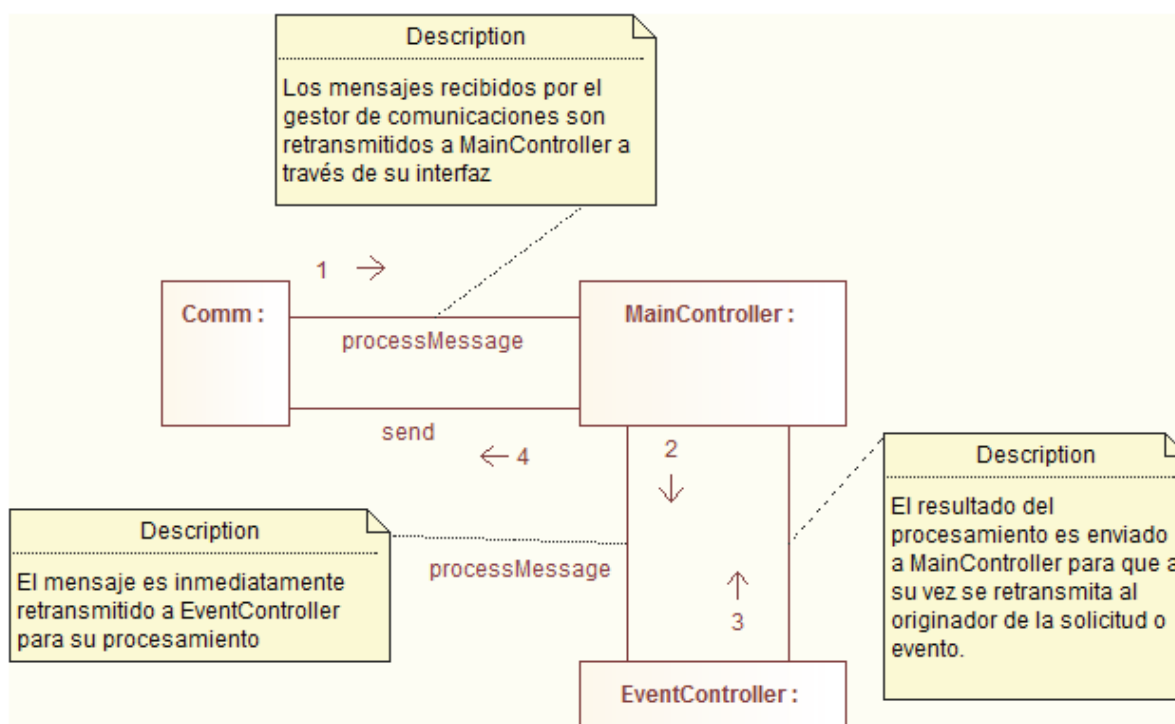 Description
Los mensajes recibidos por el
gestor de comunicaciones son
retransmitidos a MainController a
través de su interfaz
1
Comm :
MainController :
processMessage
send
4
2
Description
El mensaje es inmediatamente
retransmitido a EventController
para su procesamiento
processMessage
3
Description
El resultado del
procesamiento es enviado
a MainController para que a
su vez se retransmita al
originador de la solicitud o
evento.
EventController :